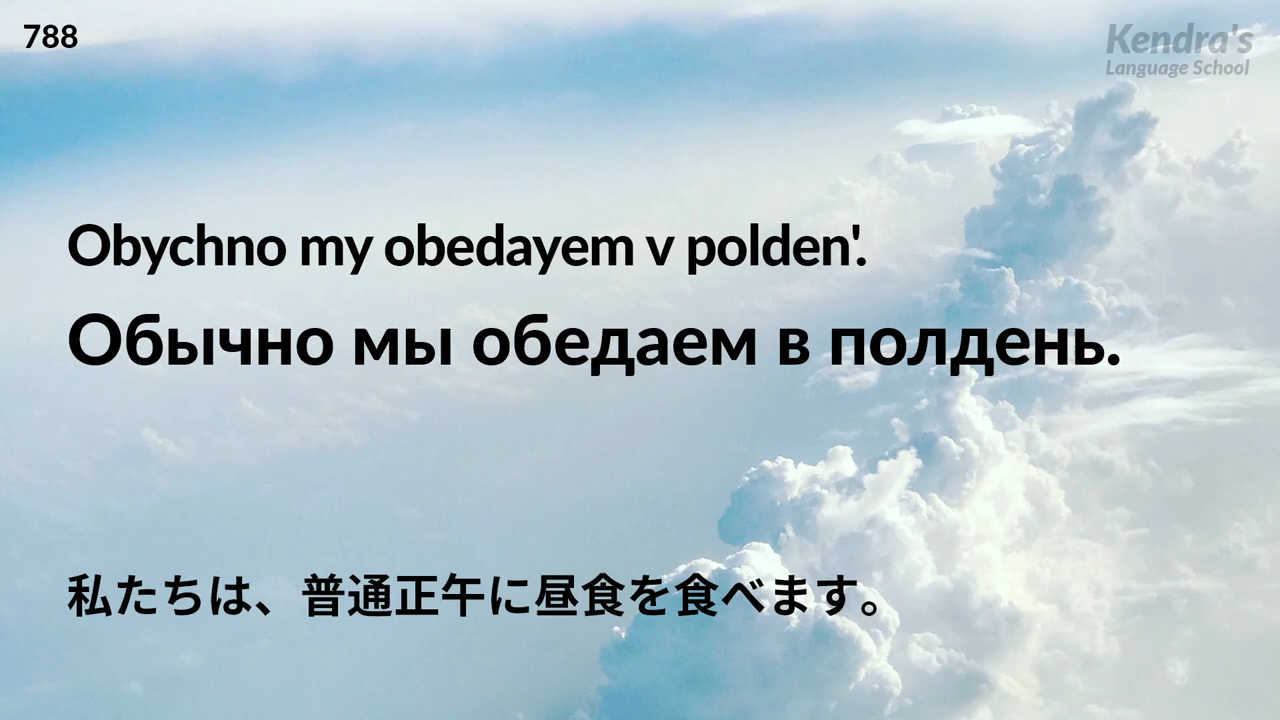 788
Kendra's
Language School
Obychno my obedayem v polden'.
Обычно мы обедаем в полдень.
私たちは、普通正午に昼食を食べます。